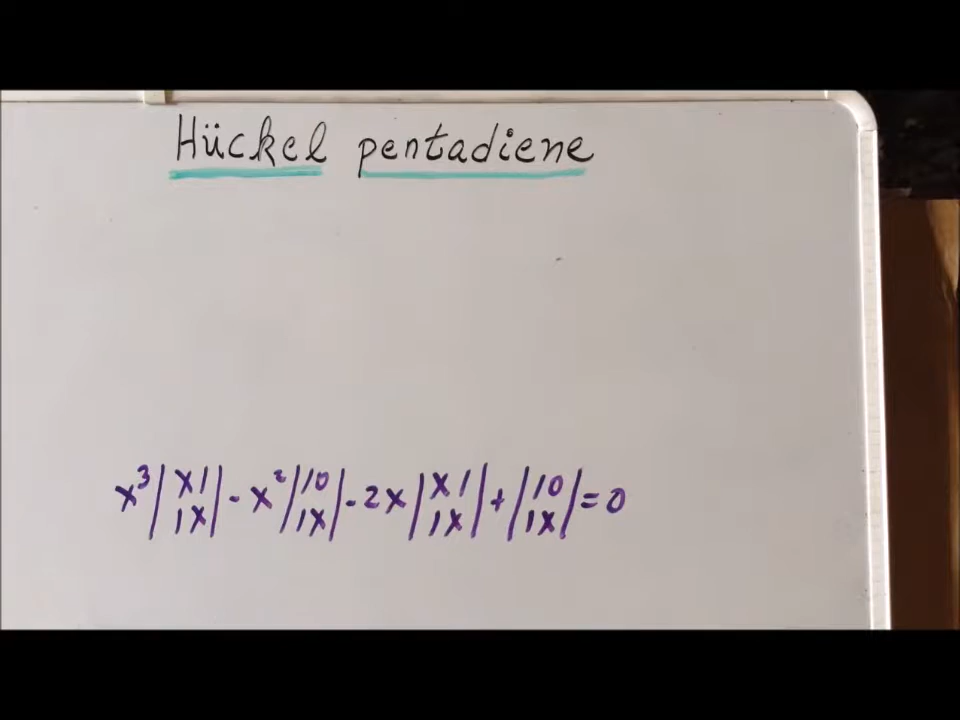 Hückel pentadiene
x³ |x 1| - x² |1 0| - 2x |x 1| + |1 0| = 0
|1 x| |1 x| |1 x| |1 x|